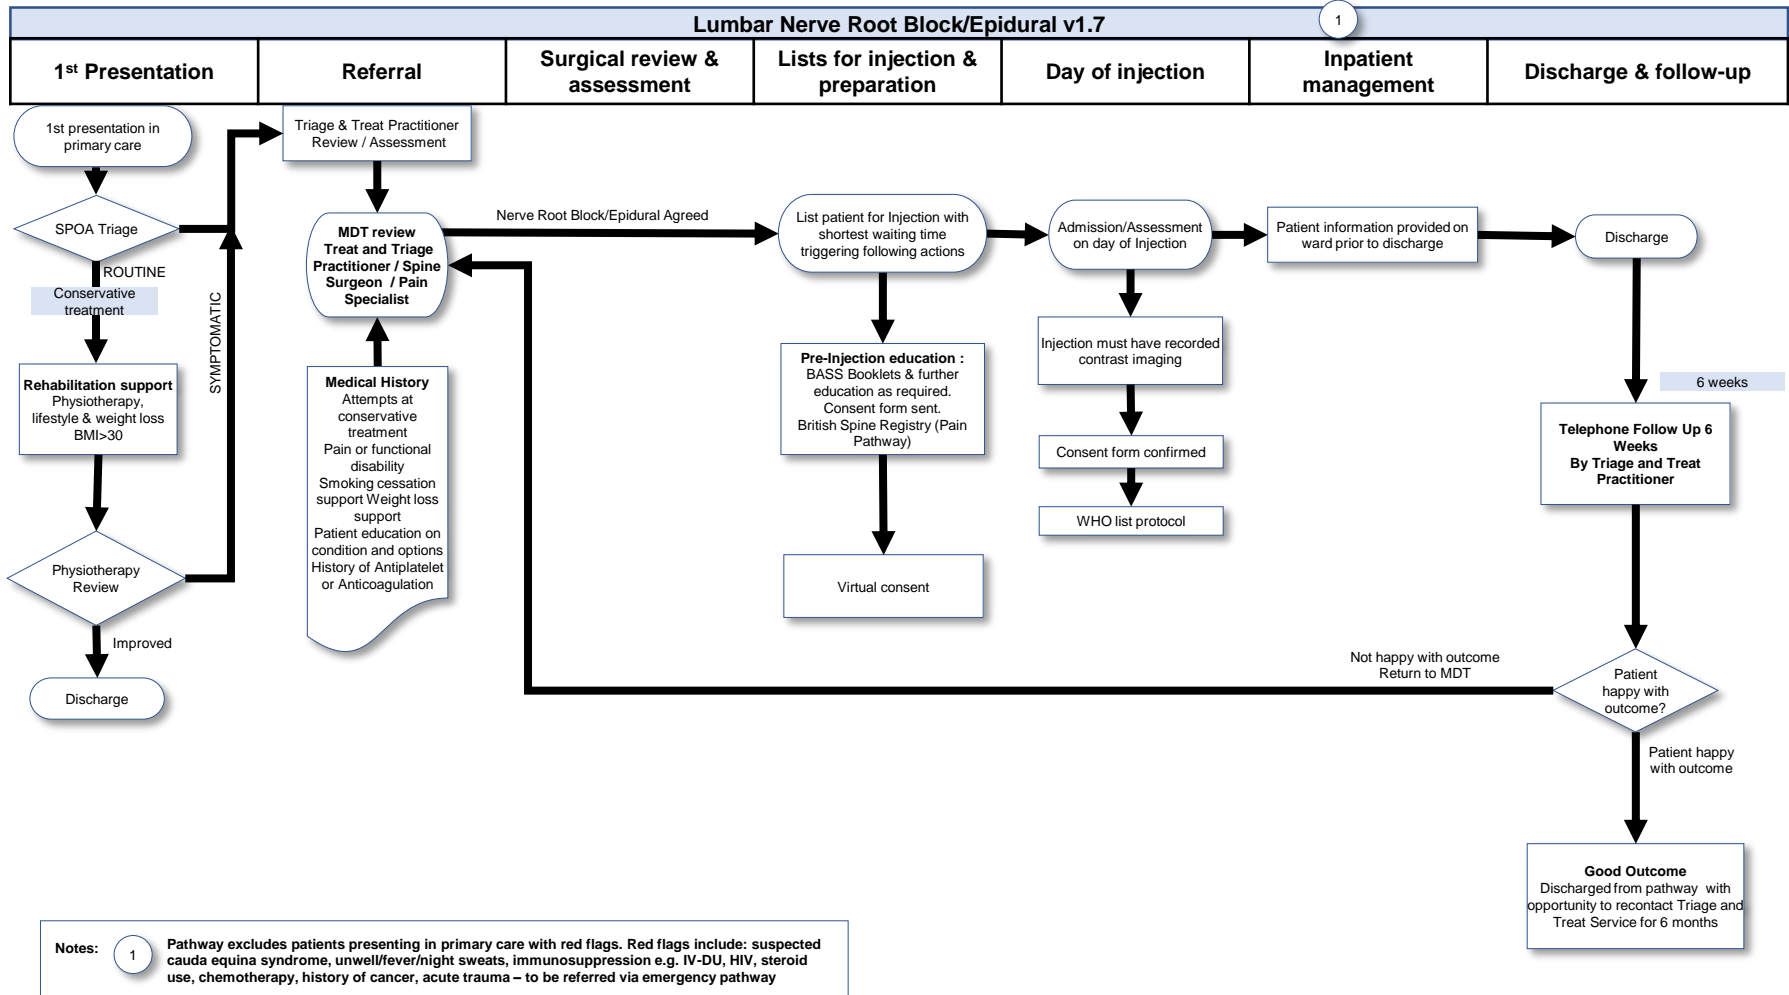 Lumbar Nerve Root Block/Epidural v1.7
1
1st Presentation
Referral
Surgical review &
assessment
Lists for injection &
preparation
Day of injection
Inpatient
management
Discharge & follow-up
1st presentation in
primary care
SPOA Triage
ROUTINE
Conservative
treatment
Rehabilitation support
Physiotherapy,
lifestyle & weight loss
BMI>30
SYMPTOMATIC
Physiotherapy
Review
Improved
Discharge
Triage & Treat Practitioner
Review / Assessment
MDT review
Treat and Triage
Practitioner / Spine
Surgeon / Pain
Specialist
Medical History
Attempts at
conservative
treatment
Pain or functional
disability
Smoking cessation
support Weight loss
support
Patient education on
condition and options
History of Antiplatelet
or Anticoagulation
Nerve Root Block/Epidural Agreed
List patient for Injection with
shortest waiting time
triggering following actions
Pre-Injection education :
BASS Booklets & further
education as required.
Consent form sent.
British Spine Registry (Pain
Pathway)
Virtual consent
Admission/Assessment
on day of Injection
Injection must have recorded
contrast imaging
Consent form confirmed
WHO list protocol
Patient information provided on
ward prior to discharge
Discharge
6 weeks
Telephone Follow Up 6
Weeks
By Triage and Treat
Practitioner
Not happy with outcome
Return to MDT
Patient
happy with
outcome?
Patient happy
with outcome
Good Outcome
Discharged from pathway with
opportunity to recontact Triage and
Treat Service for 6 months
Notes:
1
Pathway excludes patients presenting in primary care with red flags. Red flags include: suspected
cauda equina syndrome, unwell/fever/night sweats, immunosuppression e.g. IV-DU, HIV, steroid
use, chemotherapy, history of cancer, acute trauma – to be referred via emergency pathway